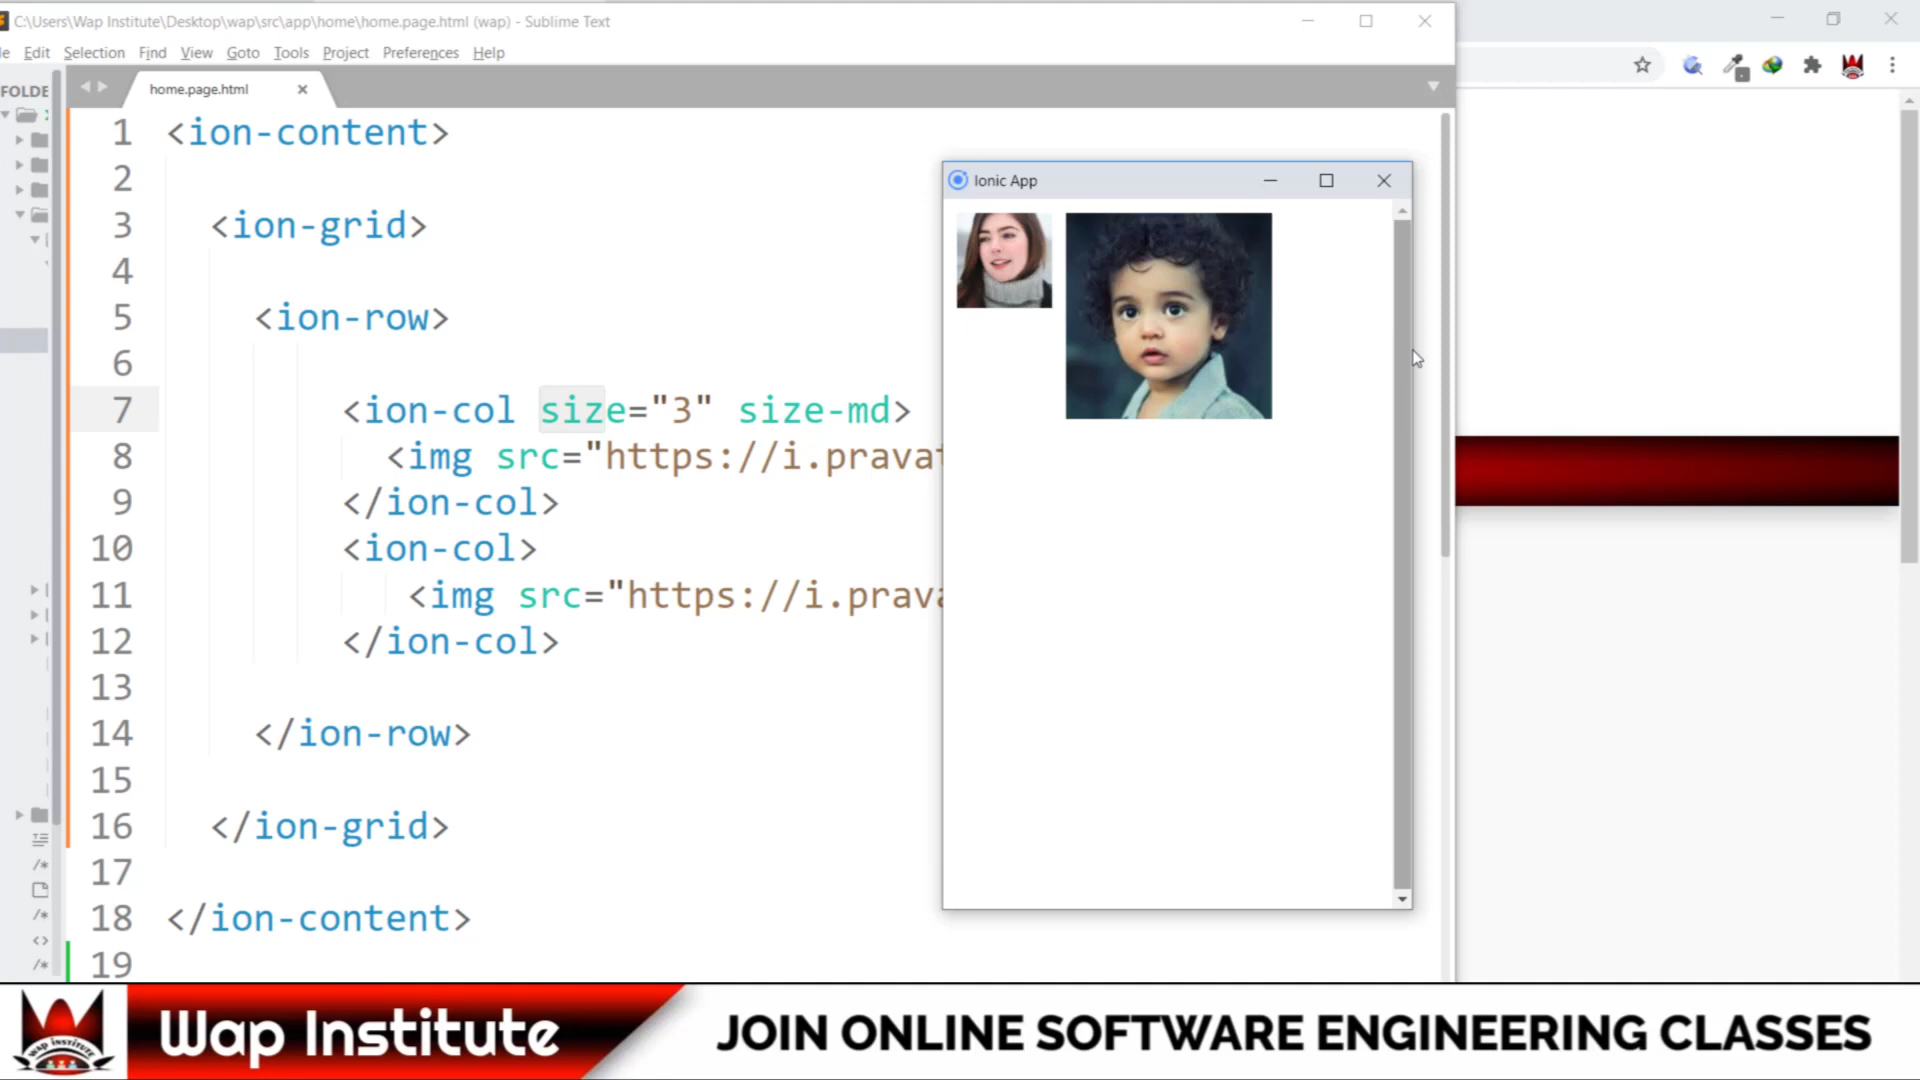 C:\Users\Wap Institute\Desktop\wap\src\app\home\home.page.html (wap) - Sublime Text
Edit Selection Find View Goto Tools Project Preferences Help
FOLDE
home.page.html
1 <ion-content>
2
3 <ion-grid>
4
5 <ion-row>
6
7 <ion-col size="3" size-md>
8 <img src="https://i.pravat
9 </ion-col>
10 <ion-col>
11 <img src="https://i.prava
12 </ion-col>
13
14 </ion-row>
15
16 </ion-grid>
17
18 </ion-content>
19
Ionic App
/*
/*
<>
/*
WAP INSTITUTE
Wap Institute
JOIN ONLINE SOFTWARE ENGINEERING CLASSES